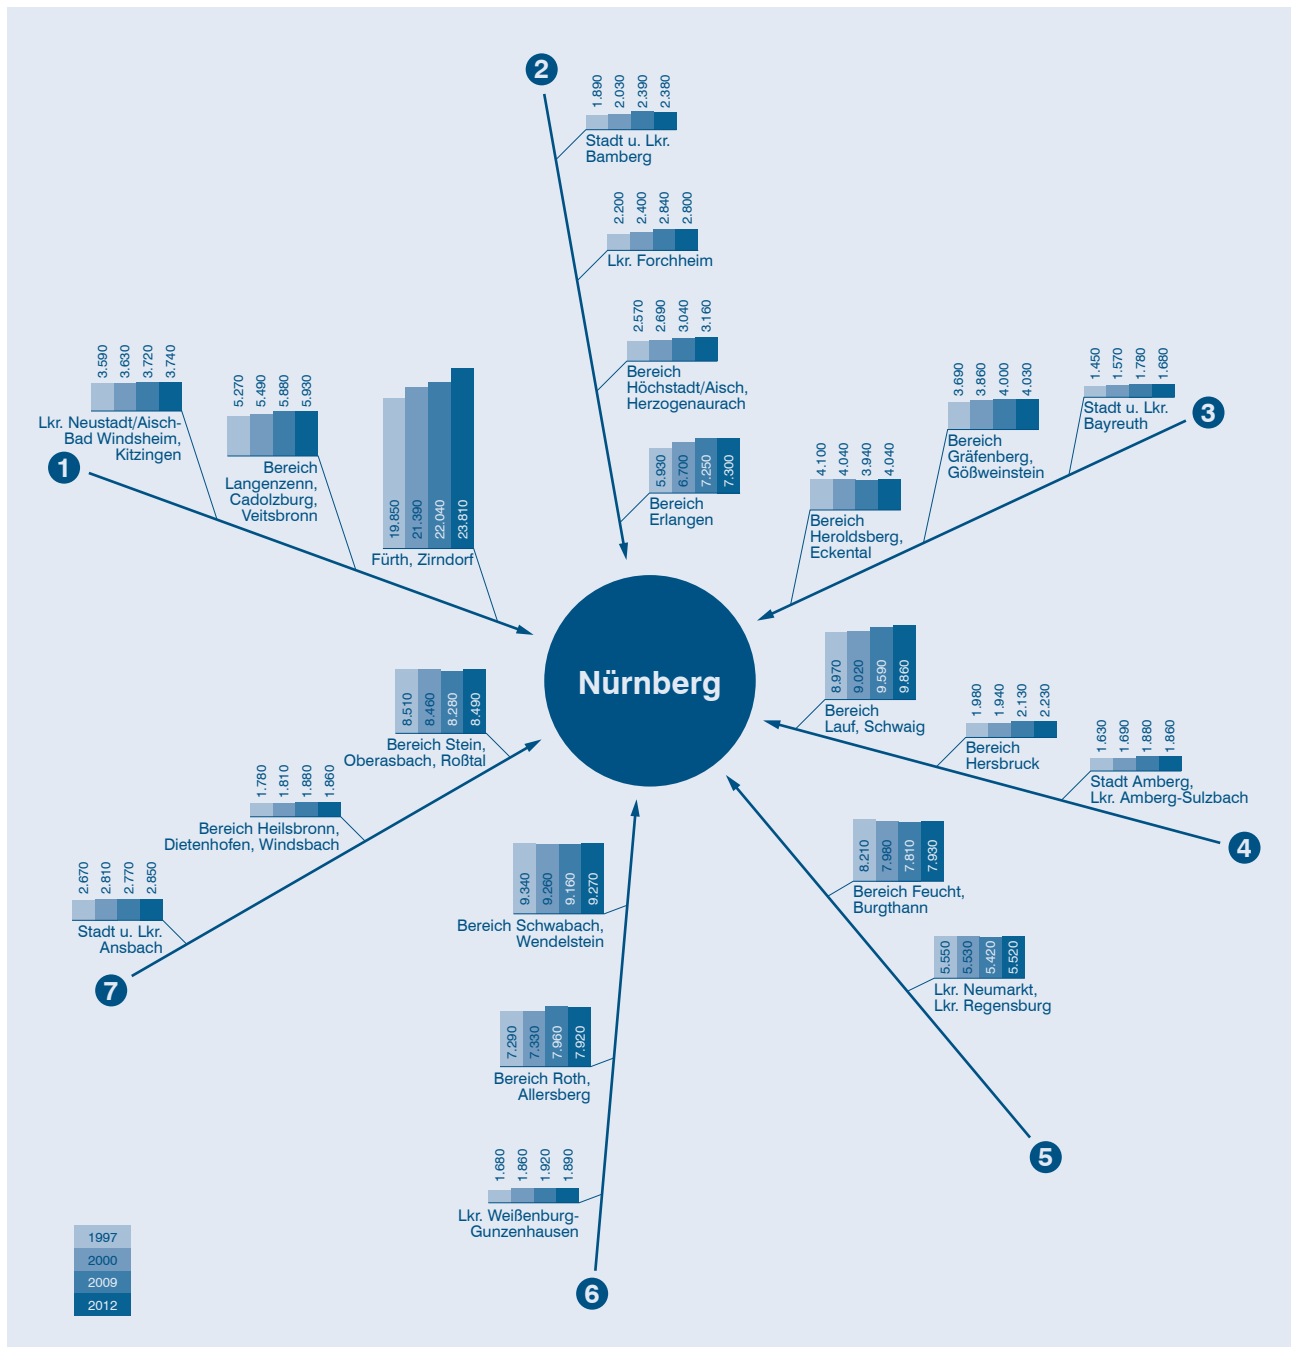 2
1.890
2.030
2.390
2.380
Stadt u. Lkr.
Bamberg
2.200
2.400
2.840
2.800
Lkr. Forchheim
2.570
2.690
3.040
3.160
Bereich
Höchstadt/Aisch,
Herzogenaurach
5.930
6.700
7.250
7.300
Bereich
Erlangen
3.590
3.630
3.720
3.740
Lkr. Neustadt/Aisch-
Bad Windsheim,
Kitzingen
1
5.270
5.490
5.880
5.930
Bereich
Langenzenn,
Cadolzburg,
Veitsbronn
19.850
21.390
22.040
23.810
Fürth, Zirndorf
4.100
4.040
3.940
4.040
Bereich
Heroldsberg,
Eckental
3.690
3.860
4.000
4.030
Bereich
Gräfenberg,
Gößweinstein
1.450
1.570
1.780
1.680
Stadt u. Lkr.
Bayreuth
3
Nürnberg
8.970
9.020
9.590
9.860
Bereich
Lauf, Schwaig
1.980
1.940
2.130
2.230
Bereich
Hersbruck
1.630
1.690
1.880
1.860
Stadt Amberg,
Lkr. Amberg-Sulzbach
4
8.510
8.460
8.280
8.490
Bereich Stein,
Oberasbach, Roßtal
1.780
1.810
1.880
1.860
Bereich Heilsbronn,
Dietenhofen, Windsbach
2.670
2.810
2.770
2.850
Stadt u. Lkr.
Ansbach
7
9.340
9.260
9.160
9.270
Bereich Schwabach,
Wendelstein
7.290
7.330
7.960
7.920
Bereich Roth,
Allersberg
1.680
1.860
1.920
1.890
Lkr. Weißenburg-
Gunzenhausen
6
8.210
7.980
7.810
7.930
Bereich Feucht,
Burgthann
5.550
5.530
5.420
5.520
Lkr. Neumarkt,
Lkr. Regensburg
5
1997
2000
2009
2012